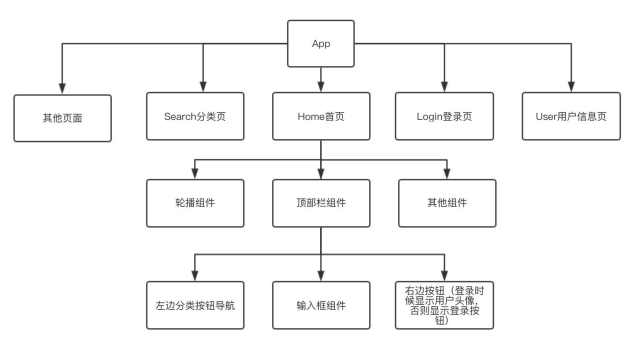 App
其他页面
Search分类页
Home首页
Login登录页
User用户信息页
轮播组件
顶部栏组件
其他组件
左边分类按钮导航
输入框组件
右边按钮（登录时
候显示用户头像，
否则显示登录按
钮）